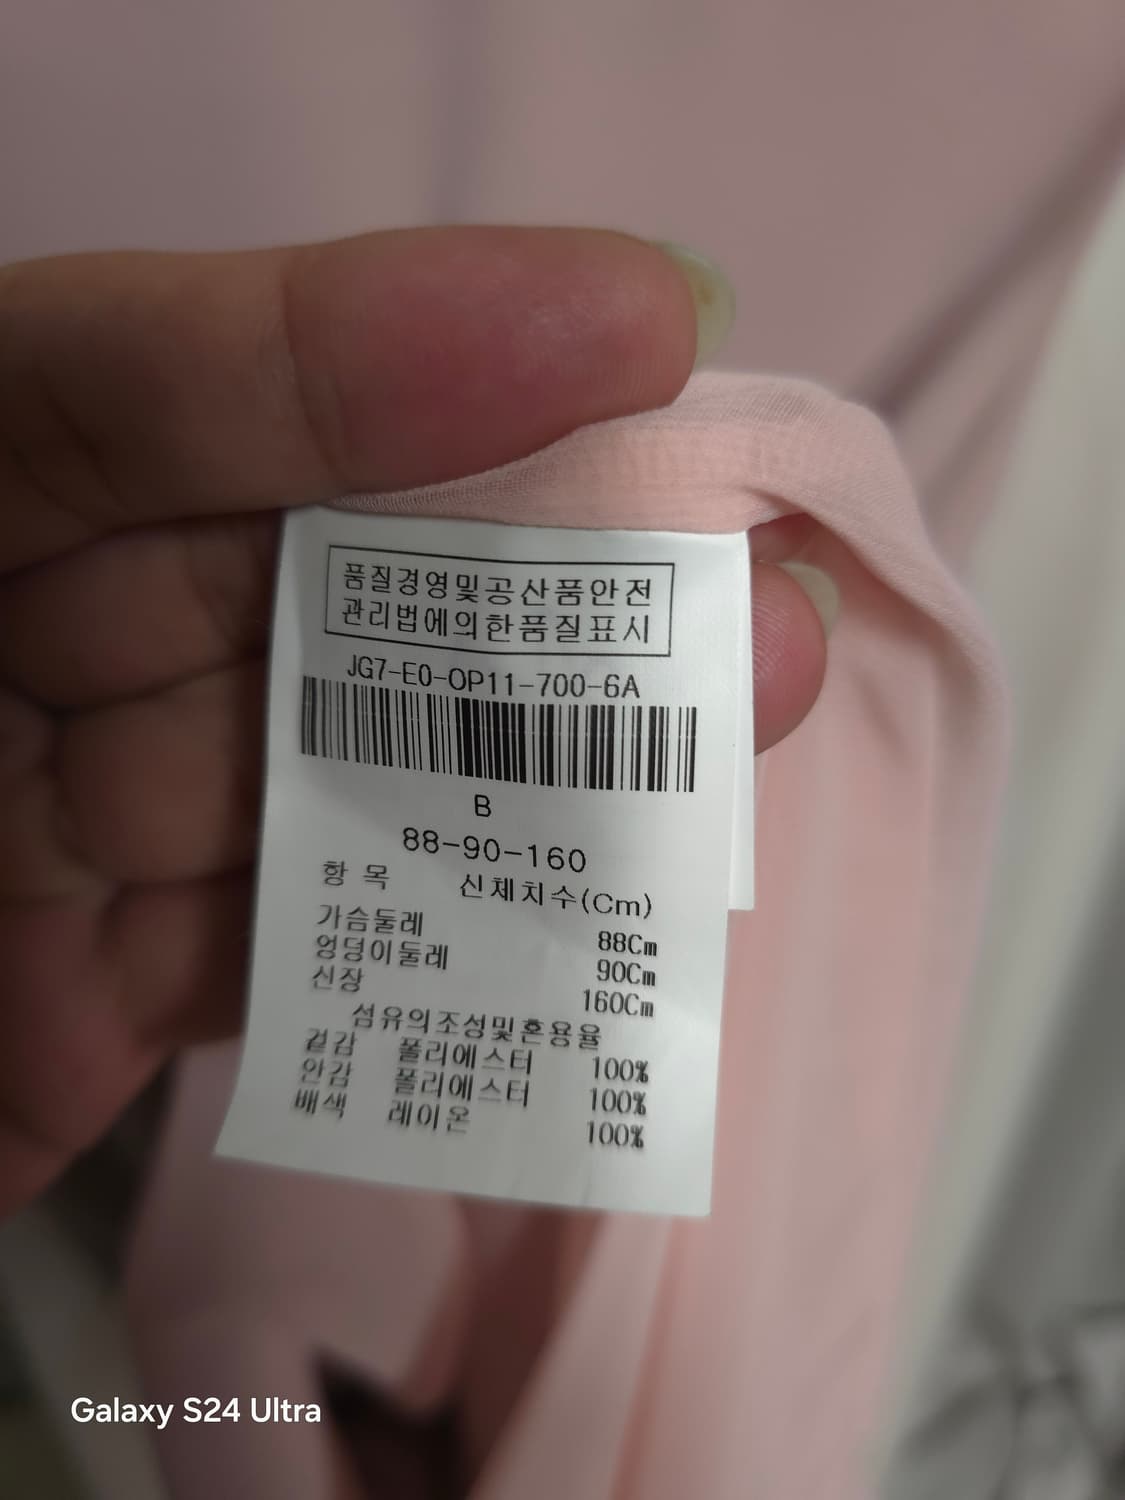 품질경영및공산품안전
관리법에의한품질표시
JG7-E0-OP11-700-6A
B
88-90-160
항 목 신체치수(Cm)
가슴둘레 88Cm
엉덩이둘레 90Cm
신장 160Cm
섬유의조성및혼용율
겉감 폴리에스터 100%
안감 폴리에스터 100%
배색 레이온 100%
Galaxy S24 Ultra